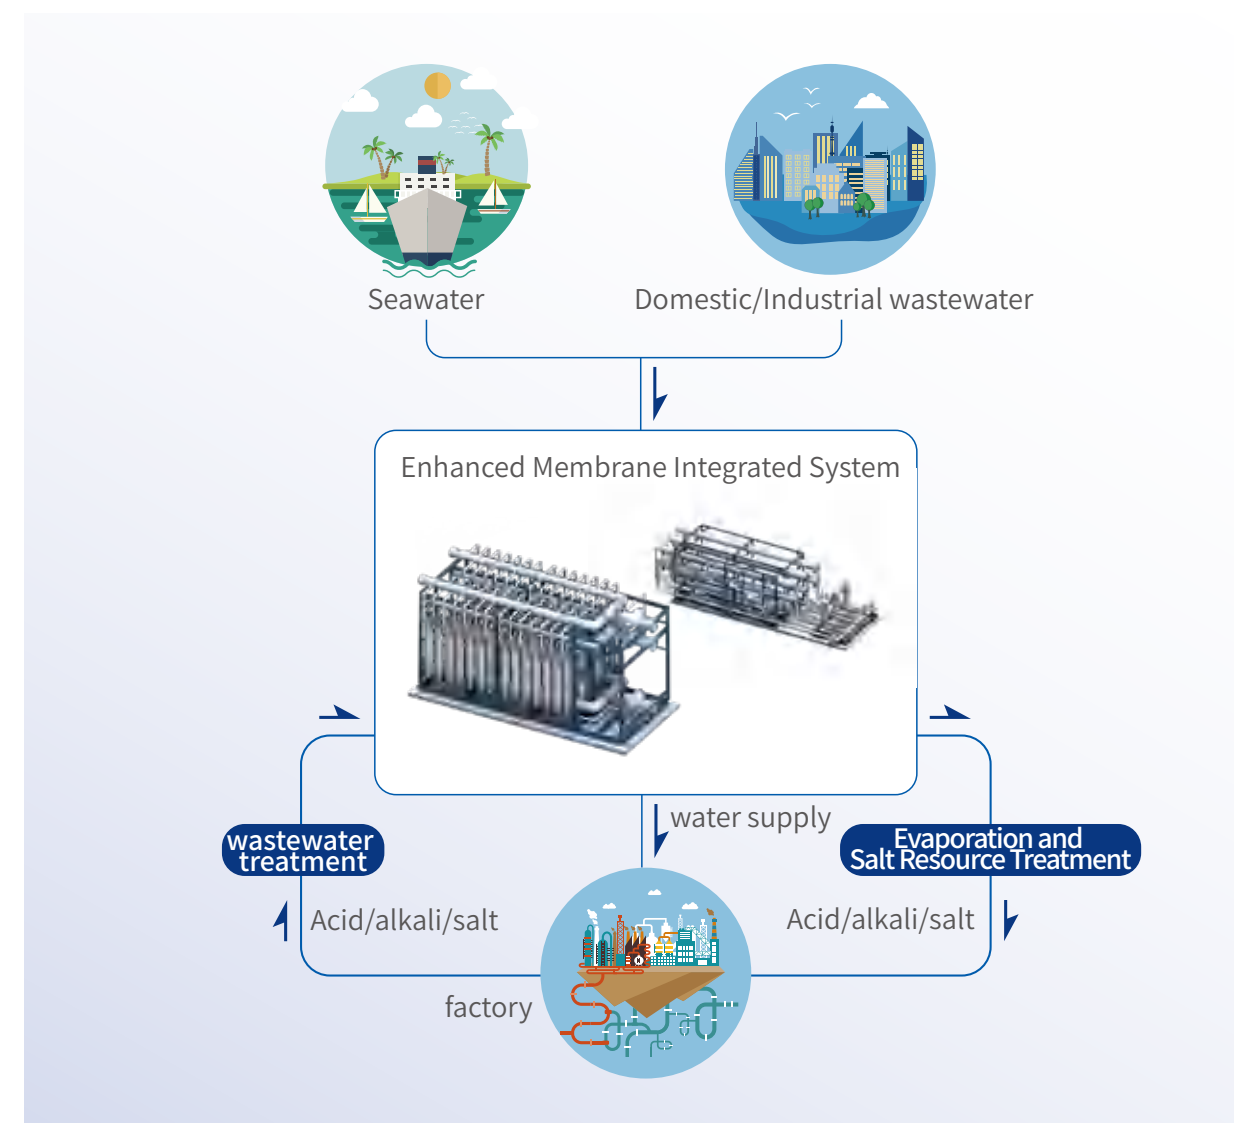 Seawater
Domestic/Industrial wastewater
Enhanced Membrane Integrated System
water supply
wastewater
treatment
Evaporation and
Salt Resource Treatment
Acid/alkali/salt
Acid/alkali/salt
factory